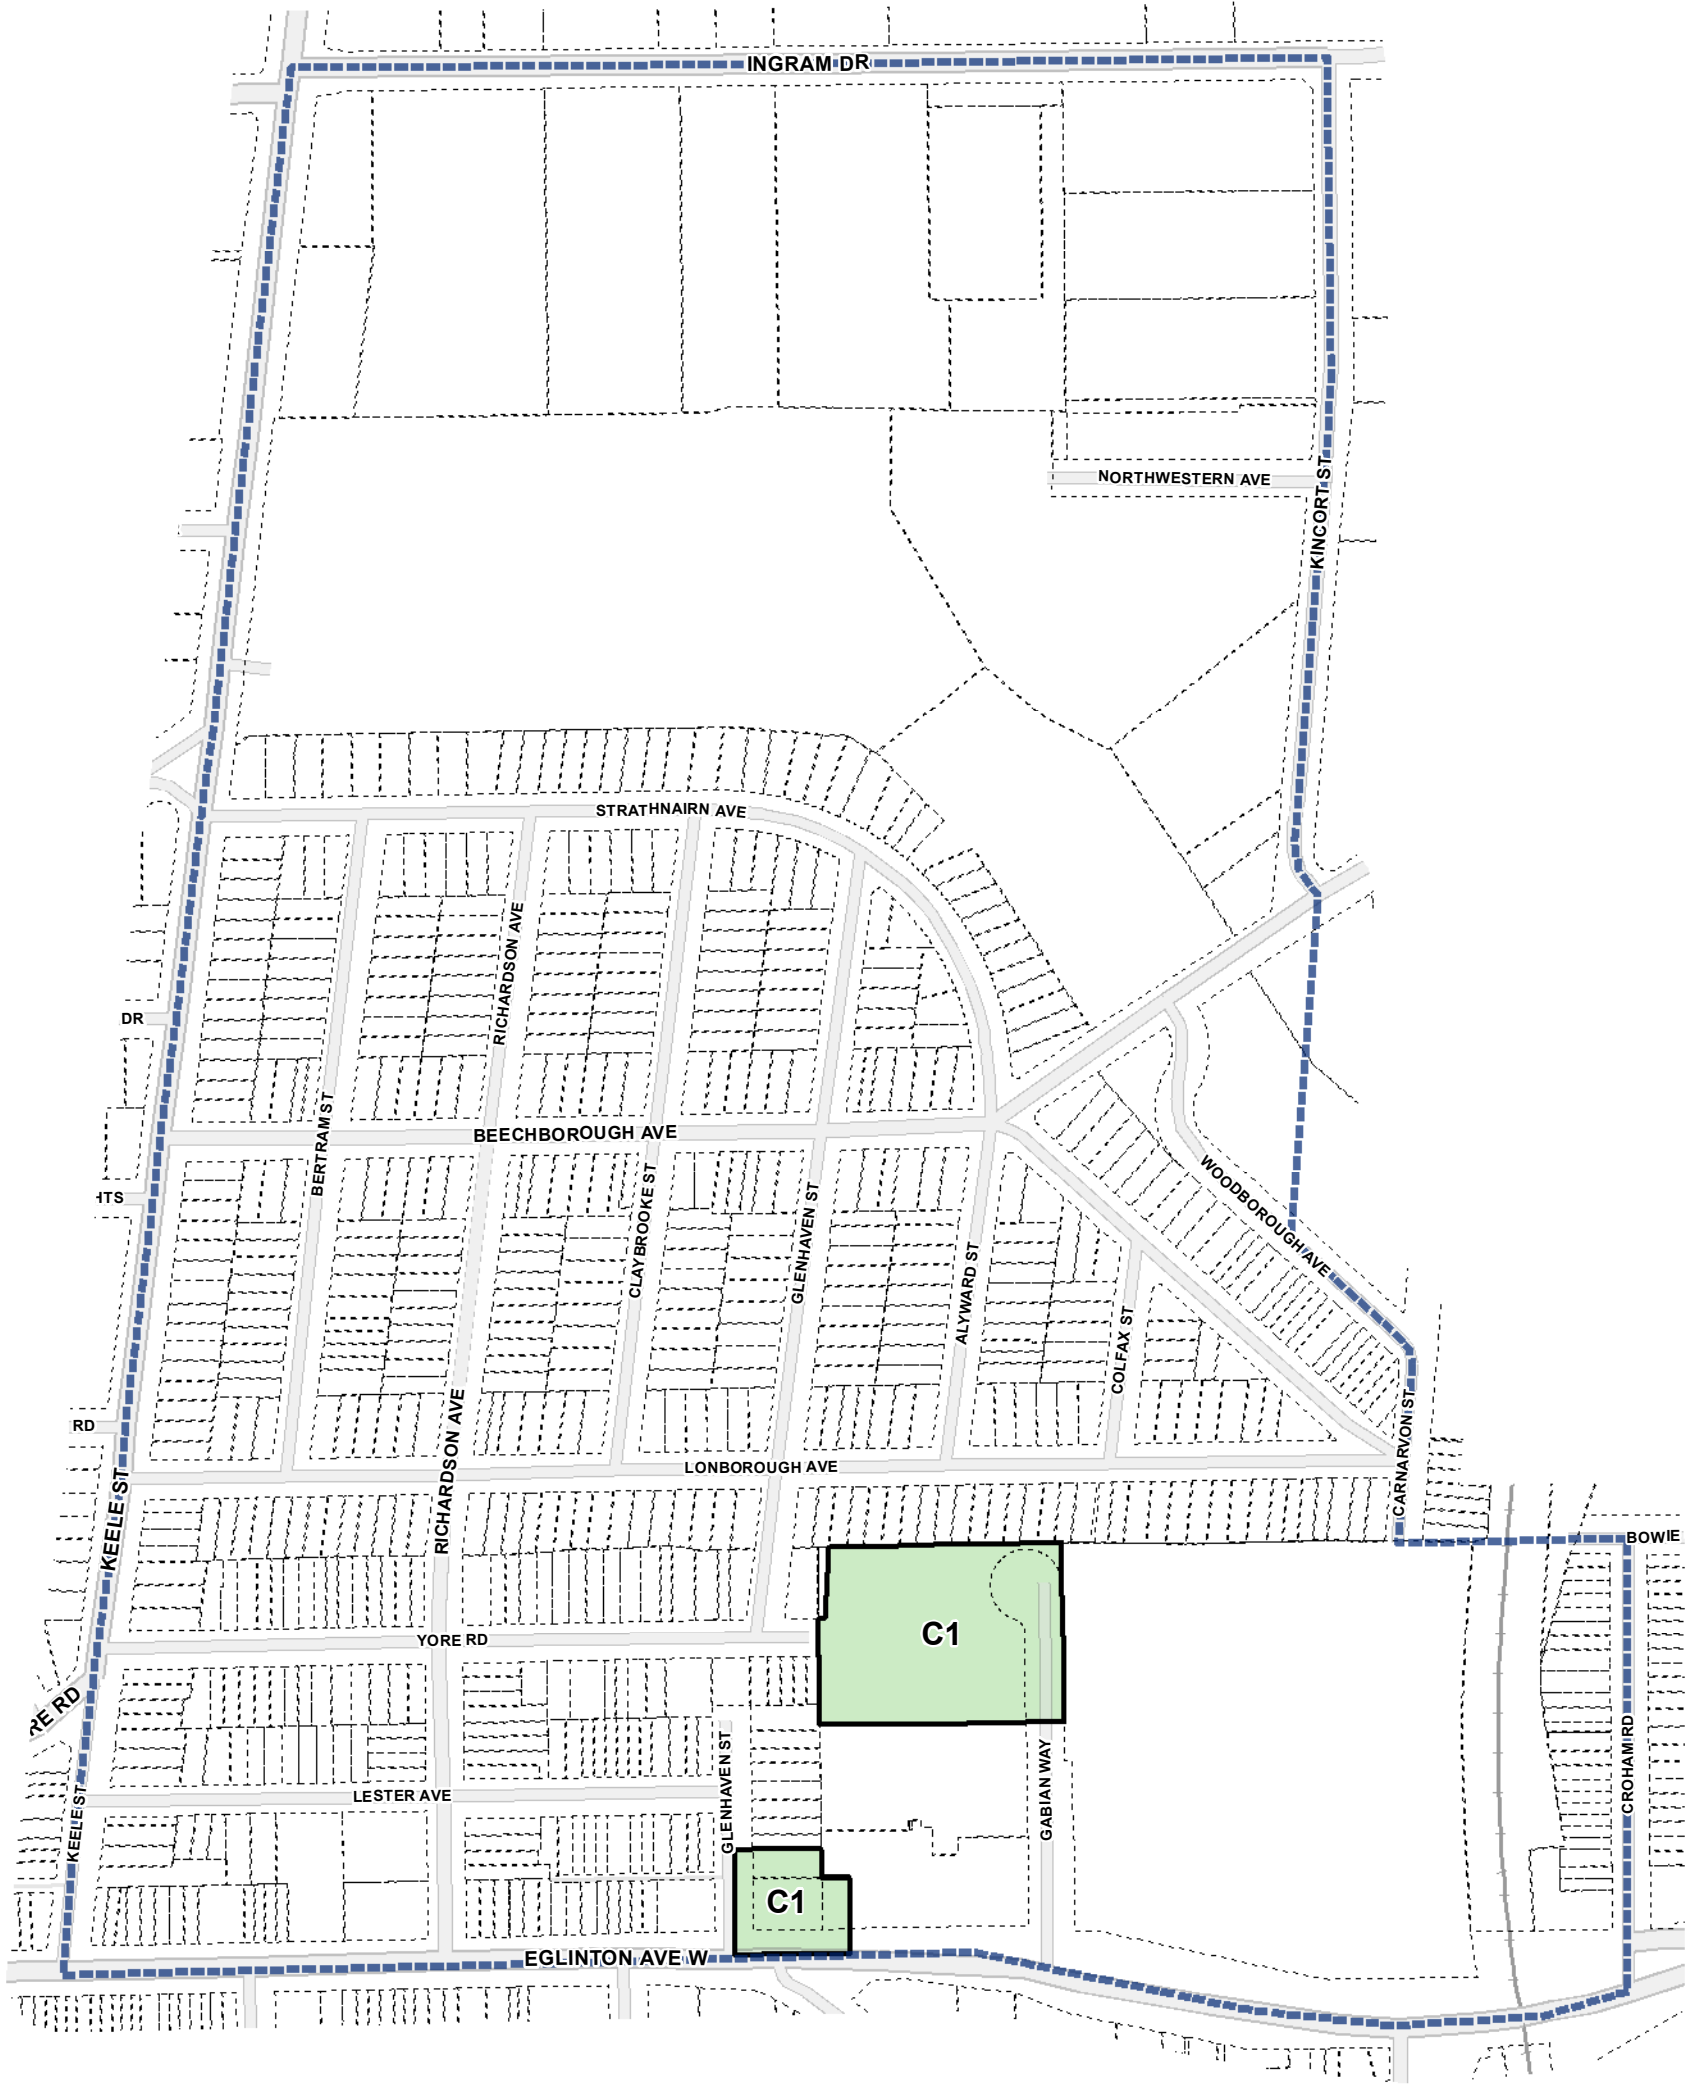 INGRAM DR
NORTHWESTERN AVE
KINCORT ST
STRATHNAIRN AVE
RICHARDSON AVE
DR
BERTRAM ST
BEECHBOROUGH AVE
HTS
CLAYBROOKE ST
GLENHAVEN ST
WOODBOROUGH AVE
ALYWARD ST
COLFAX ST
RD
RICHARDSON AVE
LONBOROUGH AVE
CARNARVON ST
KEELE ST
BOWIE
C1
YORE RD
RE RD
GLENHAVEN ST
GABIAN WAY
CROHAM RD
LESTER AVE
KEELE ST
C1
EGLINTON AVE W